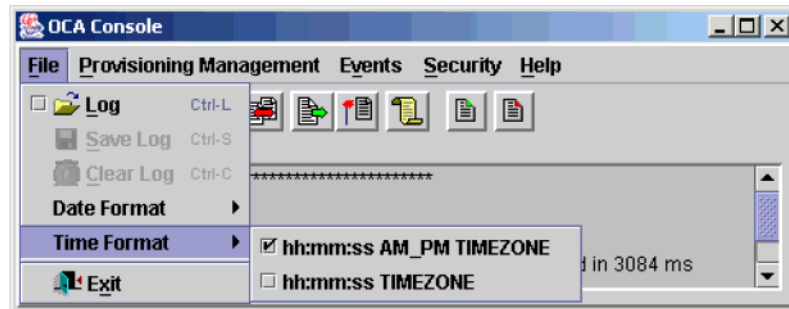 OCA Console
File Provisioning Management Events Security Help
Log Ctrl-L
Save Log Ctrl-S
Clear Log Ctrl-C
***********************
Date Format
Time Format
hh:mm:ss AM_PM TIMEZONE
in 3084 ms
Exit
hh:mm:ss TIMEZONE